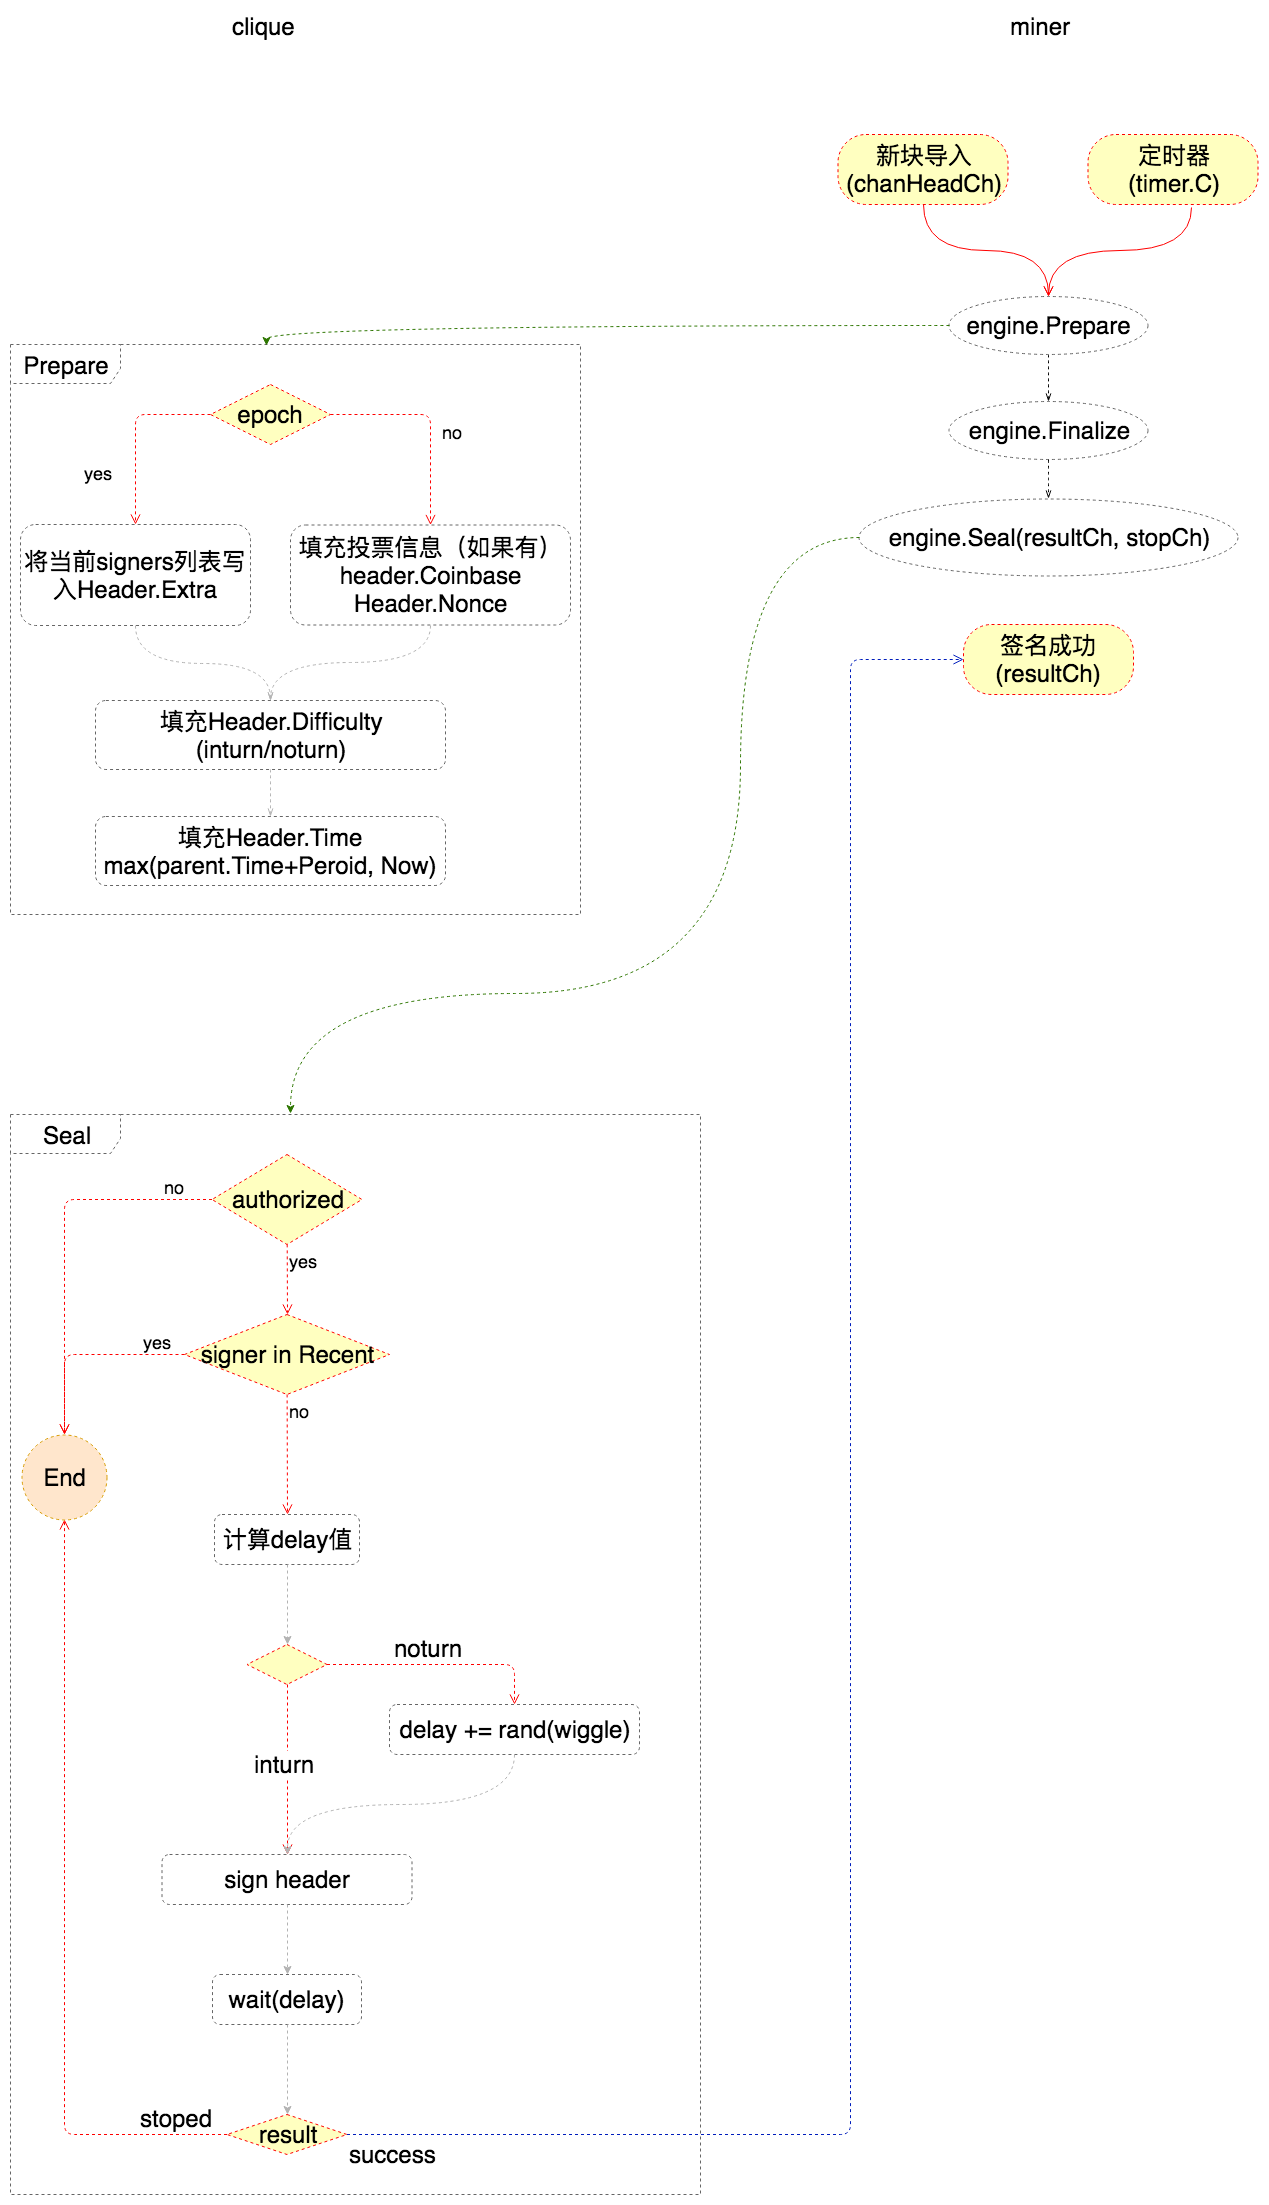 clique
miner
新块导入
(chanHeadCh)
定时器
(timer.C)
engine.Prepare
engine.Finalize
engine.Seal(resultCh, stopCh)
签名成功
(resultCh)
Prepare
epoch
yes
no
将当前signers列表写
入Header.Extra
填充投票信息（如果有）
header.Coinbase
Header.Nonce
填充Header.Difficulty
(inturn/noturn)
填充Header.Time
max(parent.Time+Peroid, Now)
Seal
authorized
no
yes
signer in Recent
yes
no
End
计算delay值
noturn
delay += rand(wiggle)
inturn
sign header
wait(delay)
result
stoped
success